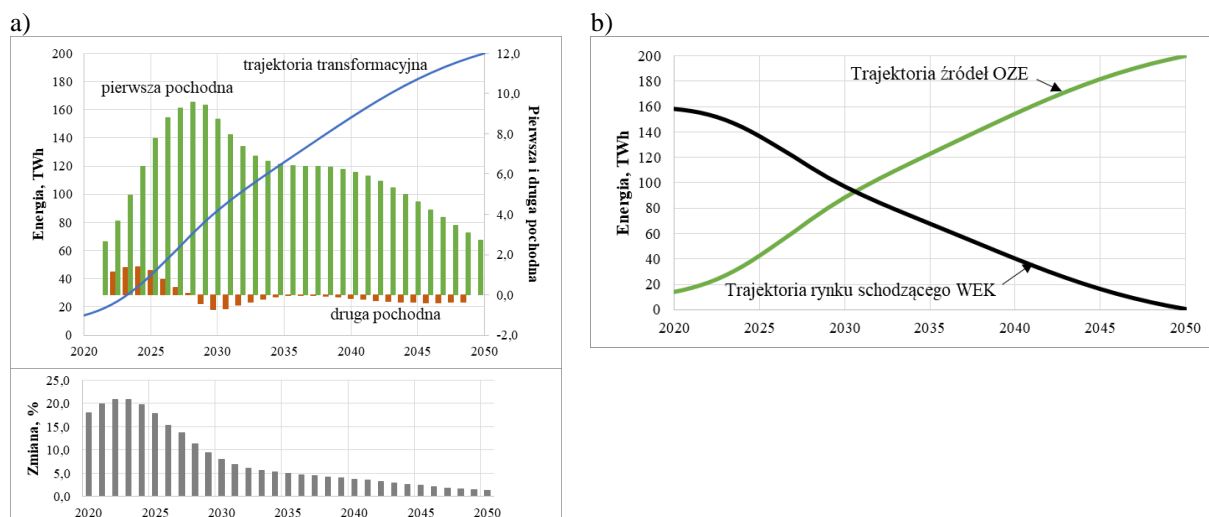 a)
200
180
160
140
120
100
80
60
40
20
0
Energia, TWh
trajektoria transformacyjna
pierwsza pochodna
druga pochodna
12,0
10,0
8,0
6,0
4,0
2,0
0,0
-2,0
Pierwsza i druga pochodna
2020 2025 2030 2035 2040 2045 2050
25,0
20,0
15,0
10,0
5,0
0,0
Zmiana, %
2020 2025 2030 2035 2040 2045 2050
b)
200
180
160
140
120
100
80
60
40
20
0
Energia, TWh
Trajektoria źródeł OZE
Trajektoria rynku schodzącego WEK
2020 2025 2030 2035 2040 2045 2050